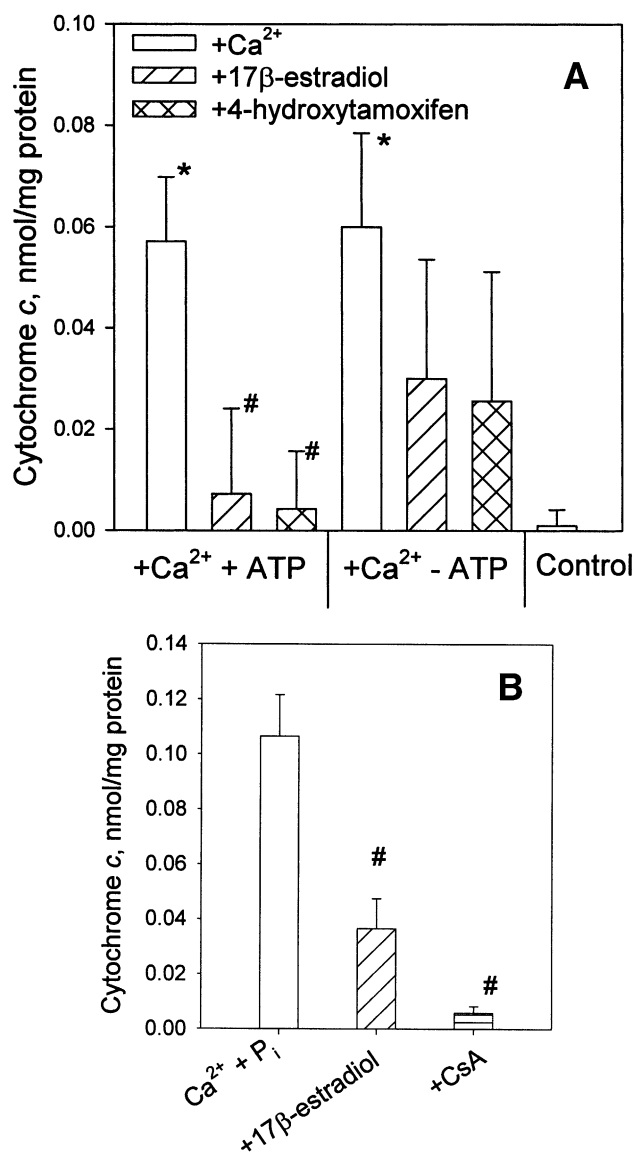 0.10
0.08
0.06
0.04
0.02
0.00
Cytochrome c, nmol/mg protein
+Ca²⁺
+17β-estradiol
+4-hydroxytamoxifen
A
*
#
#
*
+Ca²⁺ + ATP
+Ca²⁺ - ATP
Control
0.14
0.12
0.10
0.08
0.06
0.04
0.02
0.00
Cytochrome c, nmol/mg protein
B
#
#
Ca²⁺ + Pᵢ
+17β-estradiol
+CsA